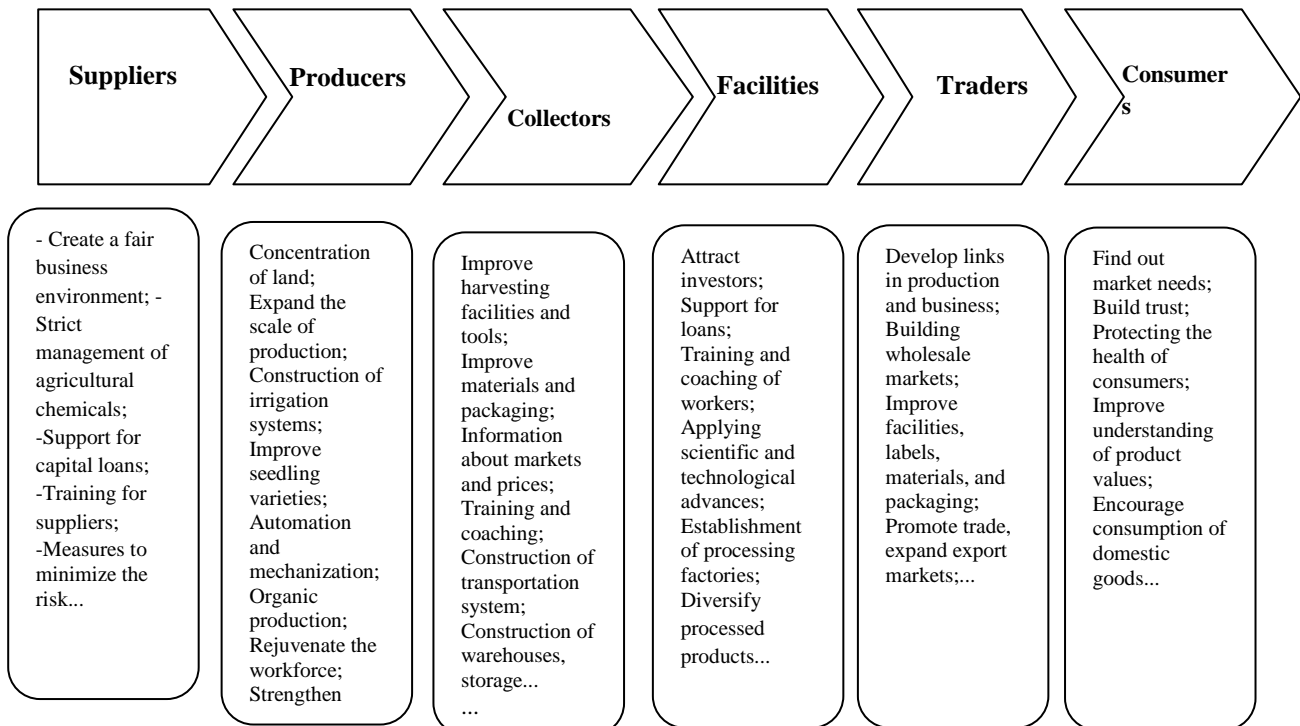 Suppliers
Producers
Collectors
Facilities
Traders
Consumer
s
- Create a fair
business
environment; -
Strict
management of
agricultural
chemicals;
-Support for
capital loans;
-Training for
suppliers;
-Measures to
minimize the
risk...
Concentration
of land;
Expand the
scale of
production;
Construction of
irrigation
systems;
Improve
seedling
varieties;
Automation and
mechanization;
Organic
production;
Rejuvenate the
workforce;
Strengthen
Improve
harvesting
facilities and
tools;
Improve
materials and
packaging;
Information
about markets
and prices;
Training and
coaching;
Construction of
transportation
system;
Construction of
warehouses,
storage...
...
Attract
investors;
Support for
loans;
Training and
coaching of
workers;
Applying
scientific and
technological
advances;
Establishment
of processing
factories;
Diversify
processed
products...
Develop links
in production
and business;
Building
wholesale
markets;
Improve
facilities,
labels,
materials, and
packaging;
Promote trade,
expand export
markets;...
Find out
market needs;
Build trust;
Protecting the
health of
consumers;
Improve
understanding
of product
values;
Encourage
consumption of
domestic
goods...